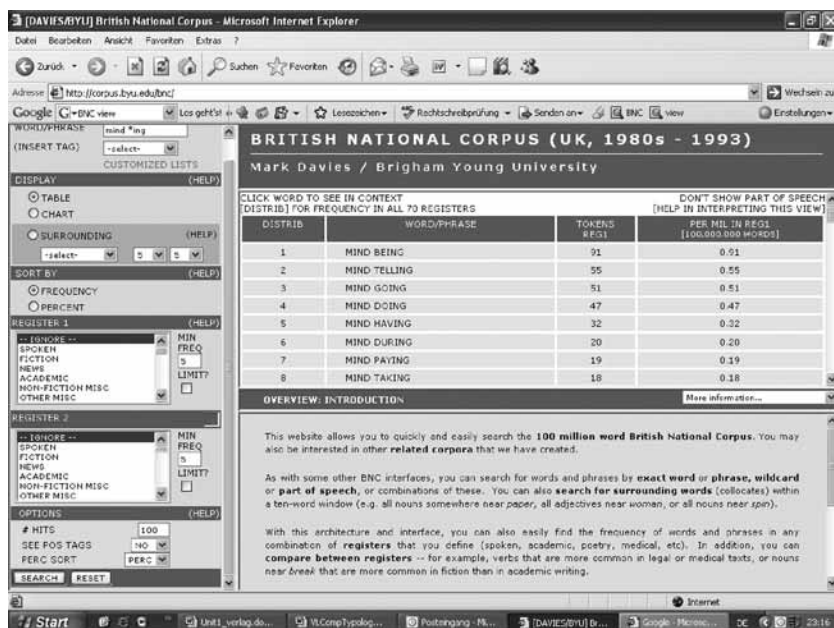 [DAVIES/BYU] British National Corpus - Microsoft Internet Explorer
Datei Bearbeiten Ansicht Favoriten Extras ?
Zurück Suchen Favoriten
Adresse http://corpus.byu.edu/bnc/ Wechseln zu
Google BNC view Los geht's! Lesezeichen Rechtschreibprüfung Senden an BNC view Einstellungen
WORD/PHRASE mind *ing
(INSERT TAG) -select-
CUSTOMIZED LISTS
DISPLAY (HELP)
TABLE
CHART
SURROUNDING (HELP)
-select- 5 5
SORT BY (HELP)
FREQUENCY
PERCENT
REGISTER 1 (HELP)
-- IGNORE --
SPOKEN
FICTION
NEWS
ACADEMIC
NON-FICTION MISC
OTHER MISC
MIN
FREQ
5
LIMIT?
REGISTER 2
-- IGNORE --
SPOKEN
FICTION
NEWS
ACADEMIC
NON-FICTION MISC
OTHER MISC
MIN
FREQ
5
LIMIT?
OPTIONS (HELP)
# HITS 100
SEE POS TAGS NO
PERC SORT PERC
SEARCH RESET
BRITISH NATIONAL CORPUS (UK, 1980s - 1993)
Mark Davies / Brigham Young University
CLICK WORD TO SEE IN CONTEXT DON'T SHOW PART OF SPEECH
[DISTRIB] FOR FREQUENCY IN ALL 70 REGISTERS [HELP IN INTERPRETING THIS VIEW]
DISTRIB WORD/PHRASE TOKENS REG1 PER MIL IN REG1 [100,000,000 WORDS]
1 MIND BEING 91 0.91
2 MIND TELLING 55 0.55
3 MIND GOING 51 0.51
4 MIND DOING 47 0.47
5 MIND HAVING 32 0.32
6 MIND DURING 20 0.20
7 MIND PAYING 19 0.19
8 MIND TAKING 18 0.18
OVERVIEW: INTRODUCTION More information...
This website allows you to quickly and easily search the 100 million word British National Corpus. You may
also be interested in other related corpora that we have created.
As with some other BNC interfaces, you can search for words and phrases by exact word or phrase, wildcard
or part of speech, or combinations of these. You can also search for surrounding words (collocates) within
a ten-word window (e.g. all nouns somewhere near paper, all adjectives near woman, or all nouns near spin).
With this architecture and interface, you can also easily find the frequency of words and phrases in any
combination of registers that you define (spoken, academic, poetry, medical, etc). In addition, you can
compare between registers -- for example, verbs that are more common in legal or medical texts, or nouns
near break that are more common in fiction than in academic writing.
Internet
Start Unit1_verlag.do... VLCompTypolog... Posteingang - Mi... [DAVIES/BYU] Br... Google - Microso... DE 23:16